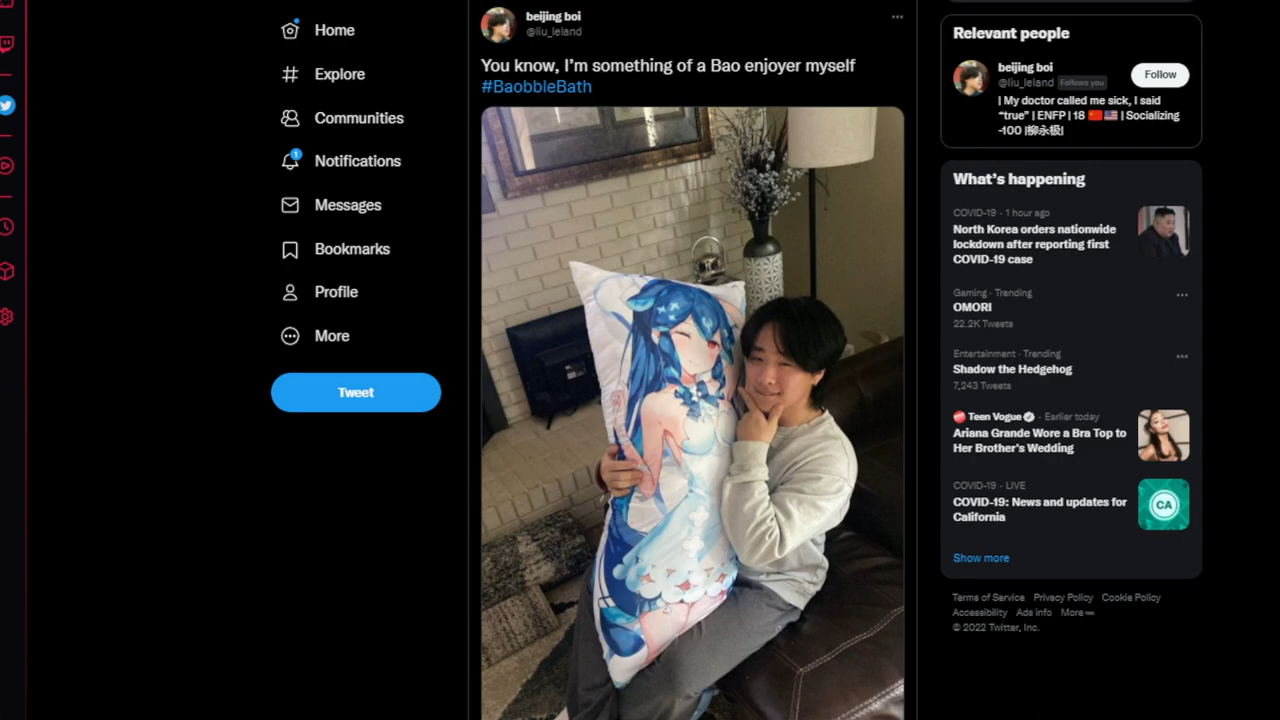 Home
Explore
Communities
1
Notifications
Messages
Bookmarks
Profile
More
Tweet
beijing boi
@liu_leland
You know, I'm something of a Bao enjoyer myself
#BaobbleBath
Relevant people
beijing boi
@liu_leland Follows you
Follow
| My doctor called me sick, I said
"true" | ENFP | 18 🇨🇳🇺🇸 | Socializing
-100 |柳永极|
What's happening
COVID-19 · 1 hour ago
North Korea orders nationwide
lockdown after reporting first
COVID-19 case
Gaming · Trending
OMORI
22.2K Tweets
Entertainment · Trending
Shadow the Hedgehog
7,243 Tweets
Teen Vogue · Earlier today
Ariana Grande Wore a Bra Top to
Her Brother's Wedding
COVID-19 · LIVE
COVID-19: News and updates for
California
CA
Show more
Terms of Service Privacy Policy Cookie Policy
Accessibility Ads info More
© 2022 Twitter, Inc.